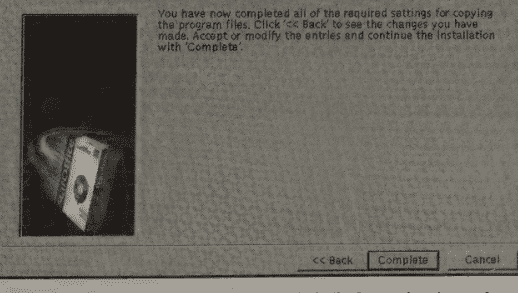 You have now completed all of the required settings for copying
the program files. Click '<< Back' to see the changes you have
made. Accept or modify the entries and continue the installation
with 'Complete'.
<< Back
Complete
Cancel